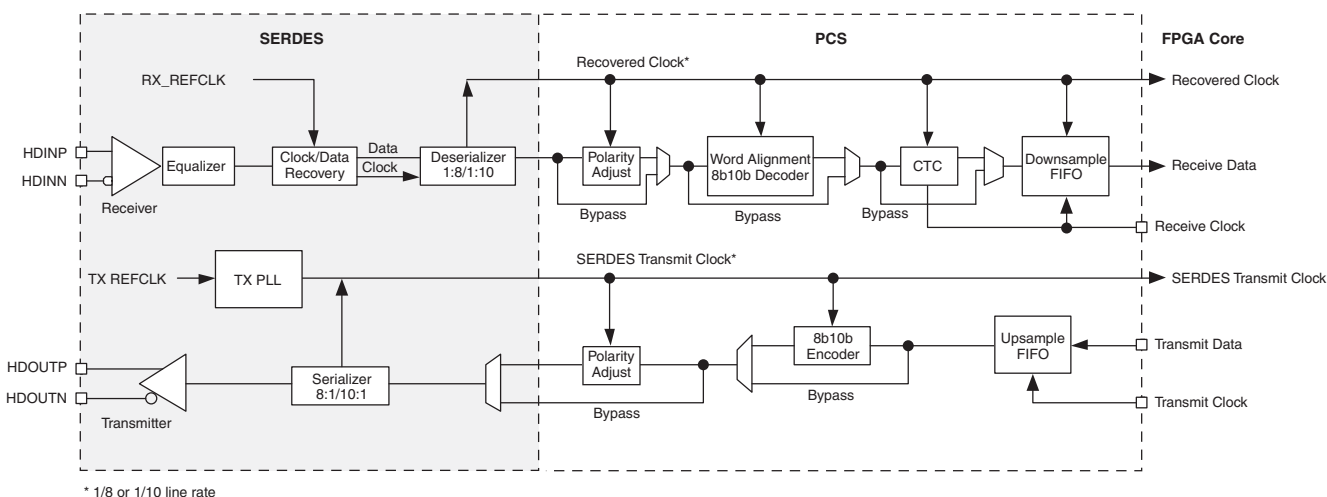 SERDES
PCS
FPGA Core
RX_REFCLK
Recovered Clock*
Recovered Clock
HDINP
HDINN
Receiver
Equalizer
Clock/Data
Recovery
Data
Clock
Deserializer
1:8/1:10
Polarity
Adjust
Bypass
Word Alignment
8b10b Decoder
Bypass
CTC
Bypass
Downsample
FIFO
Receive Data
Receive Clock
TX REFCLK
TX PLL
SERDES Transmit Clock*
SERDES Transmit Clock
HDOUTP
HDOUTN
Transmitter
Serializer
8:1/10:1
Polarity
Adjust
Bypass
8b10b
Encoder
Bypass
Upsample
FIFO
Transmit Data
Transmit Clock
* 1/8 or 1/10 line rate